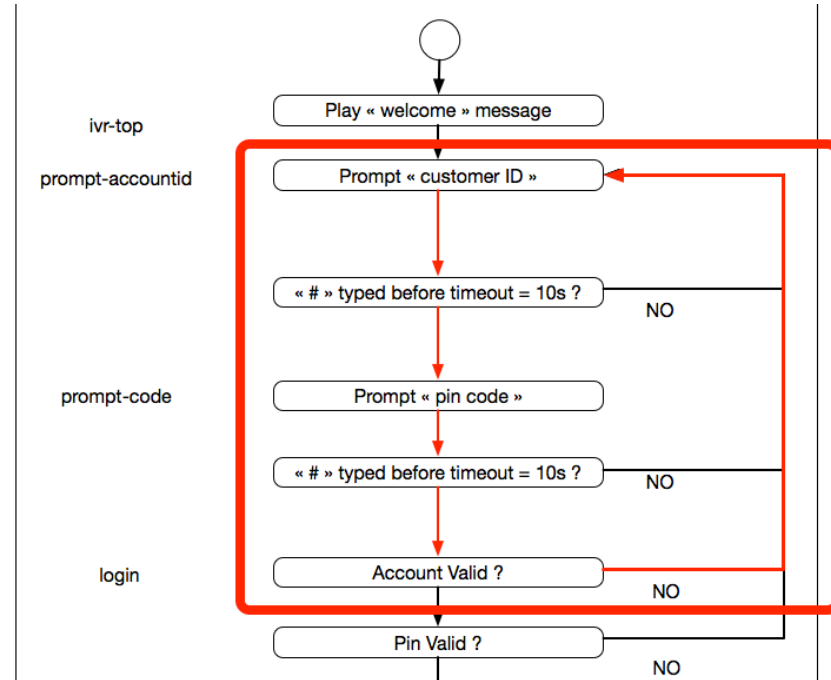 Play « welcome » message
ivr-top
prompt-accountid
Prompt « customer ID »
« # » typed before timeout = 10s ?
NO
prompt-code
Prompt « pin code »
« # » typed before timeout = 10s ?
NO
login
Account Valid ?
NO
Pin Valid ?
NO